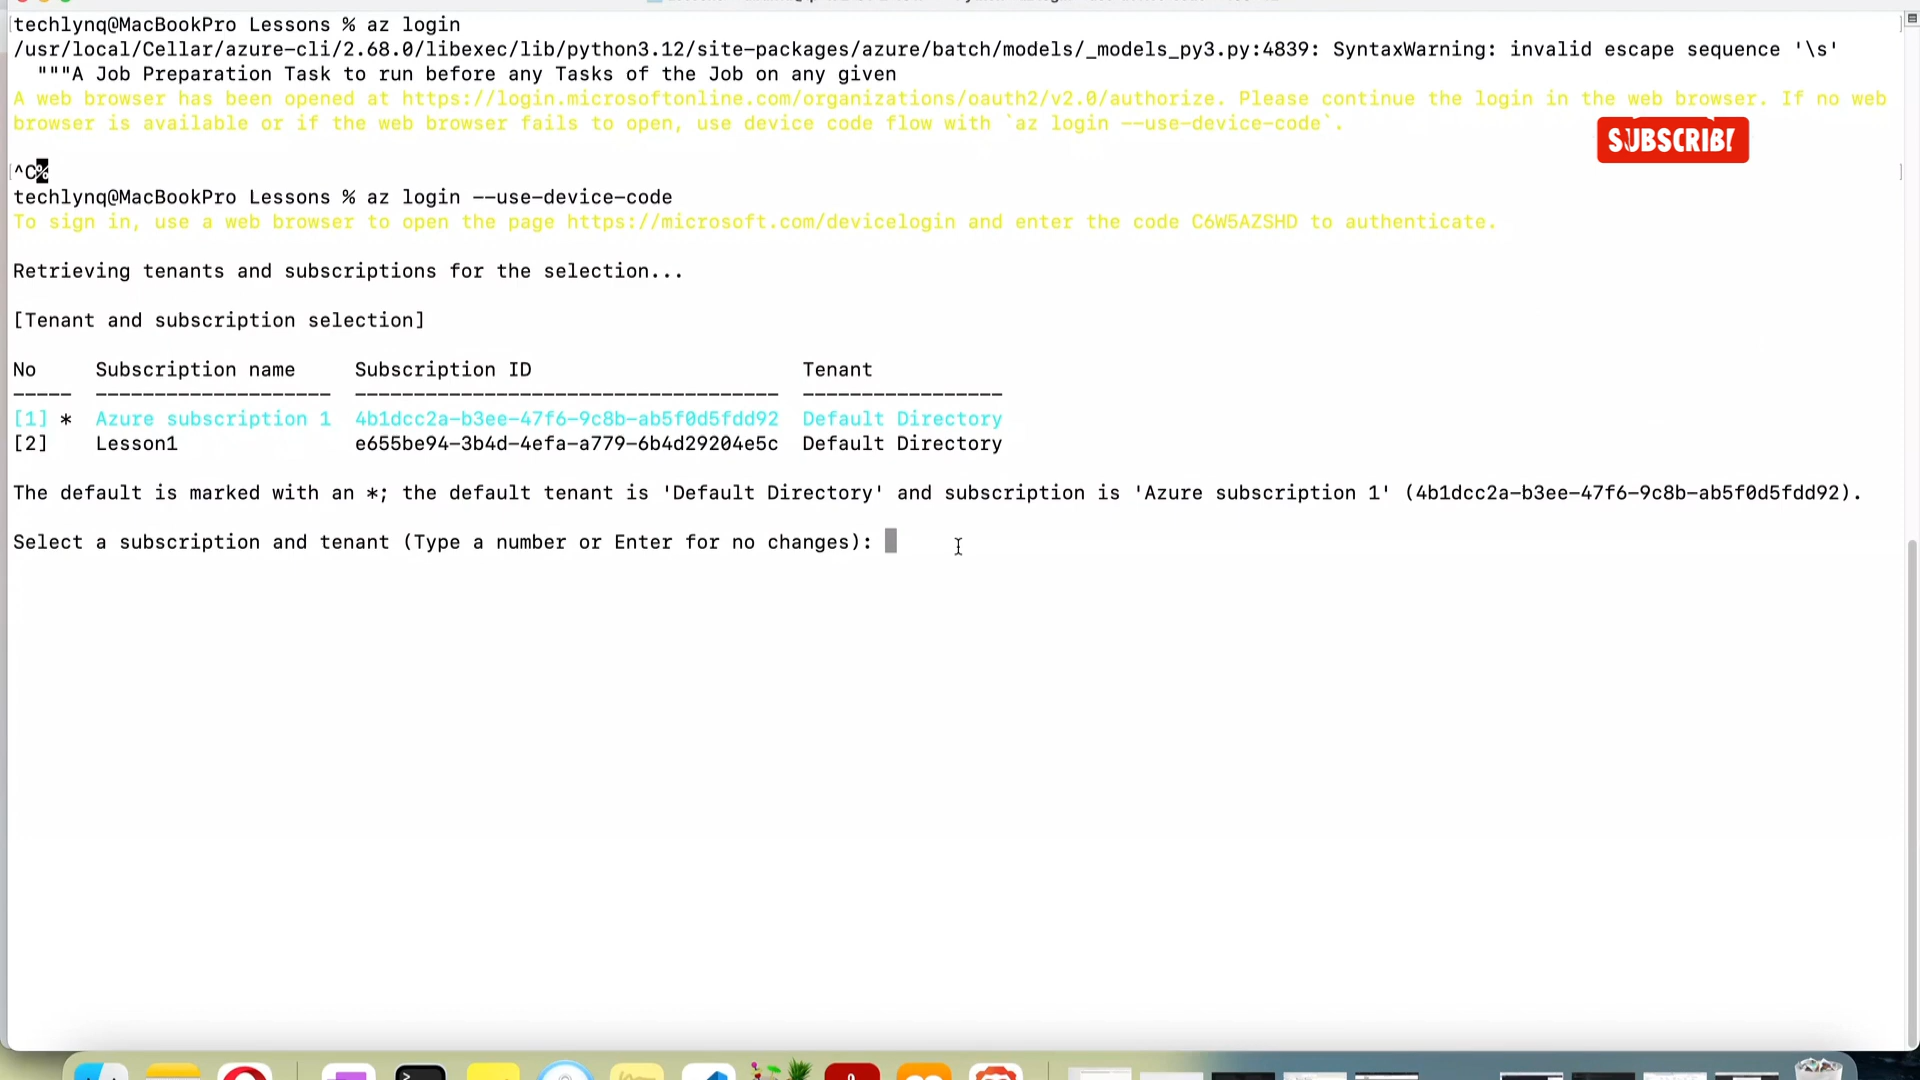 techlynq@MacBookPro Lessons % az login
/usr/local/Cellar/azure-cli/2.68.0/libexec/lib/python3.12/site-packages/azure/batch/models/_models_py3.py:4839: SyntaxWarning: invalid escape sequence '\s'
"""A Job Preparation Task to run before any Tasks of the Job on any given
A web browser has been opened at https://login.microsoftonline.com/organizations/oauth2/v2.0/authorize. Please continue the login in the web browser. If no web
browser is available or if the web browser fails to open, use device code flow with `az login --use-device-code`.
SUBSCRIB
^C%
techlynq@MacBookPro Lessons % az login --use-device-code
To sign in, use a web browser to open the page https://microsoft.com/devicelogin and enter the code C6W5AZSHD to authenticate.
Retrieving tenants and subscriptions for the selection...
[Tenant and subscription selection]
No Subscription name Subscription ID Tenant
----- -------------------- ------------------------------------ -----------------
[1] * Azure subscription 1 4b1dcc2a-b3ee-47f6-9c8b-ab5f0d5fdd92 Default Directory
[2] Lesson1 e655be94-3b4d-4efa-a779-6b4d29204e5c Default Directory
The default is marked with an *; the default tenant is 'Default Directory' and subscription is 'Azure subscription 1' (4b1dcc2a-b3ee-47f6-9c8b-ab5f0d5fdd92).
Select a subscription and tenant (Type a number or Enter for no changes):